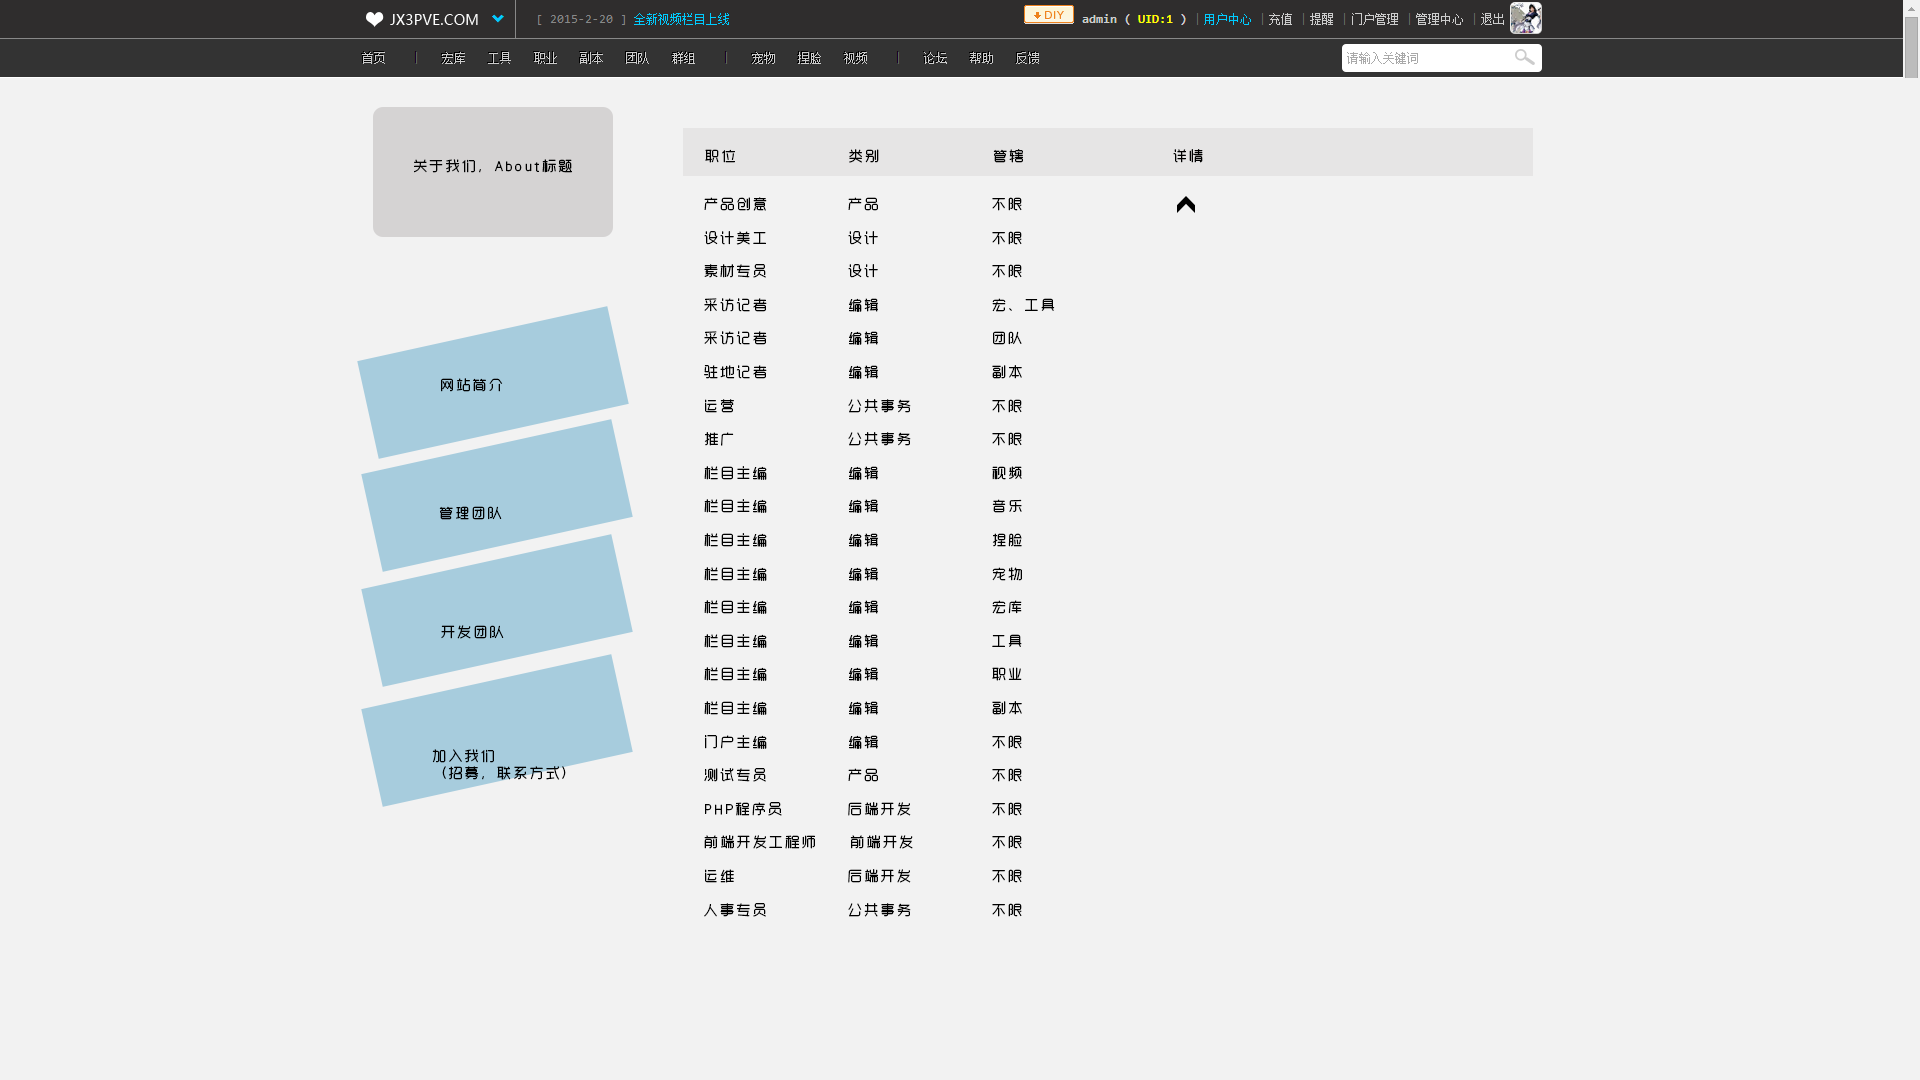 JX3PVE.COM
[ 2015-2-20 ] 全新视频栏目上线
DIY
admin ( UID:1 ) | 用户中心 | 充值 | 提醒 | 门户管理 | 管理中心 | 退出
首页 | 宏库 工具 职业 副本 团队 群组 | 宠物 捏脸 视频 | 论坛 帮助 反馈
请输入关键词
关于我们，About标题
网站简介
管理团队
开发团队
加入我们
（招募，联系方式）
职位 类别 管辖 详情
产品创意 产品 不限
设计美工 设计 不限
素材专员 设计 不限
采访记者 编辑 宏、工具
采访记者 编辑 团队
驻地记者 编辑 副本
运营 公共事务 不限
推广 公共事务 不限
栏目主编 编辑 视频
栏目主编 编辑 音乐
栏目主编 编辑 捏脸
栏目主编 编辑 宠物
栏目主编 编辑 宏库
栏目主编 编辑 工具
栏目主编 编辑 职业
栏目主编 编辑 副本
门户主编 编辑 不限
测试专员 产品 不限
PHP程序员 后端开发 不限
前端开发工程师 前端开发 不限
运维 后端开发 不限
人事专员 公共事务 不限